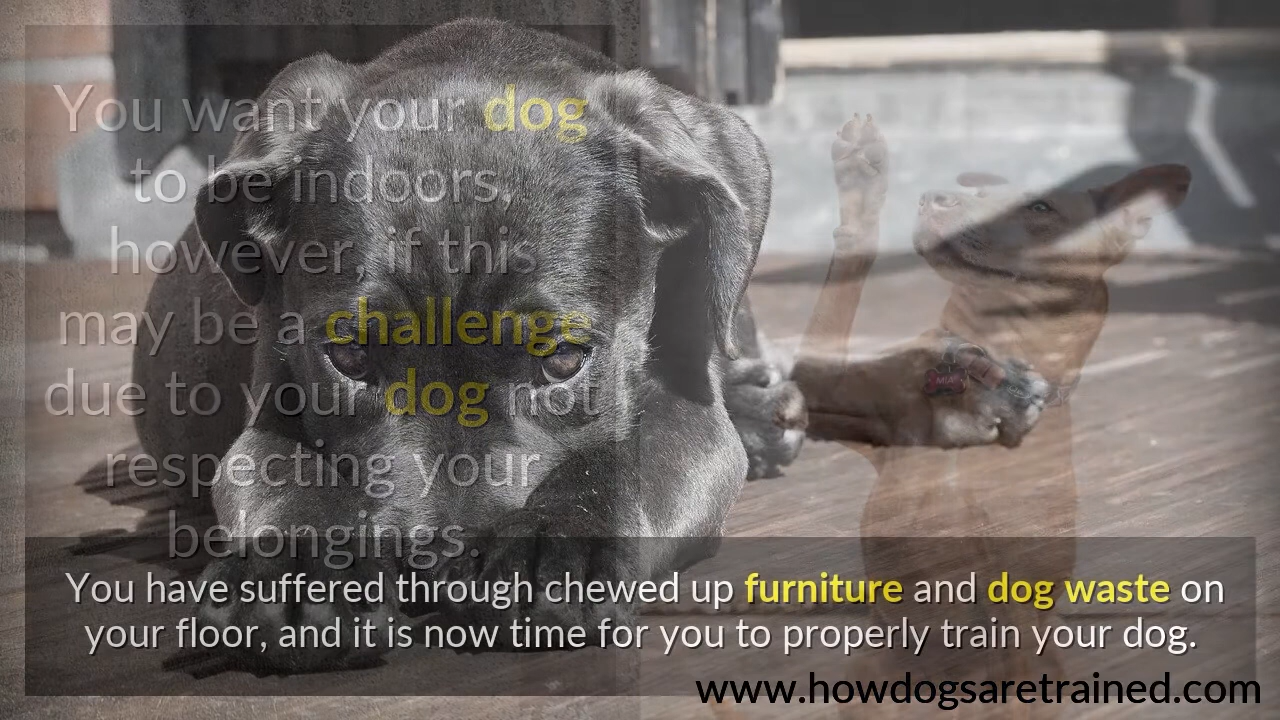 You want your dog
to be indoors,
however, if this
may be a challenge
due to your dog not
respecting your
belongings.
You have suffered through chewed up furniture and dog waste on
your floor, and it is now time for you to properly train your dog.
www.howdogsaretrained.com